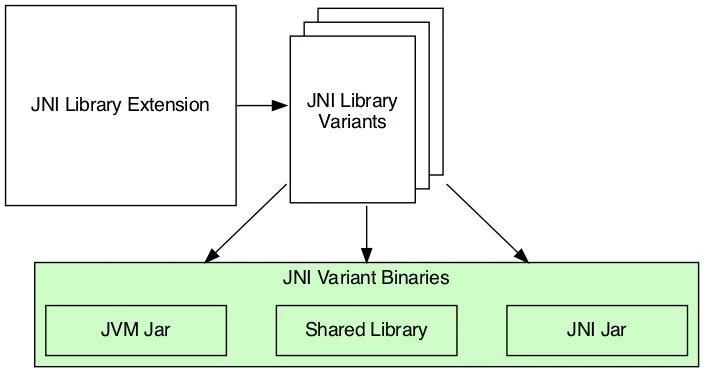 JNI Library Extension
JNI Library
Variants
JNI Variant Binaries
JVM Jar
Shared Library
JNI Jar